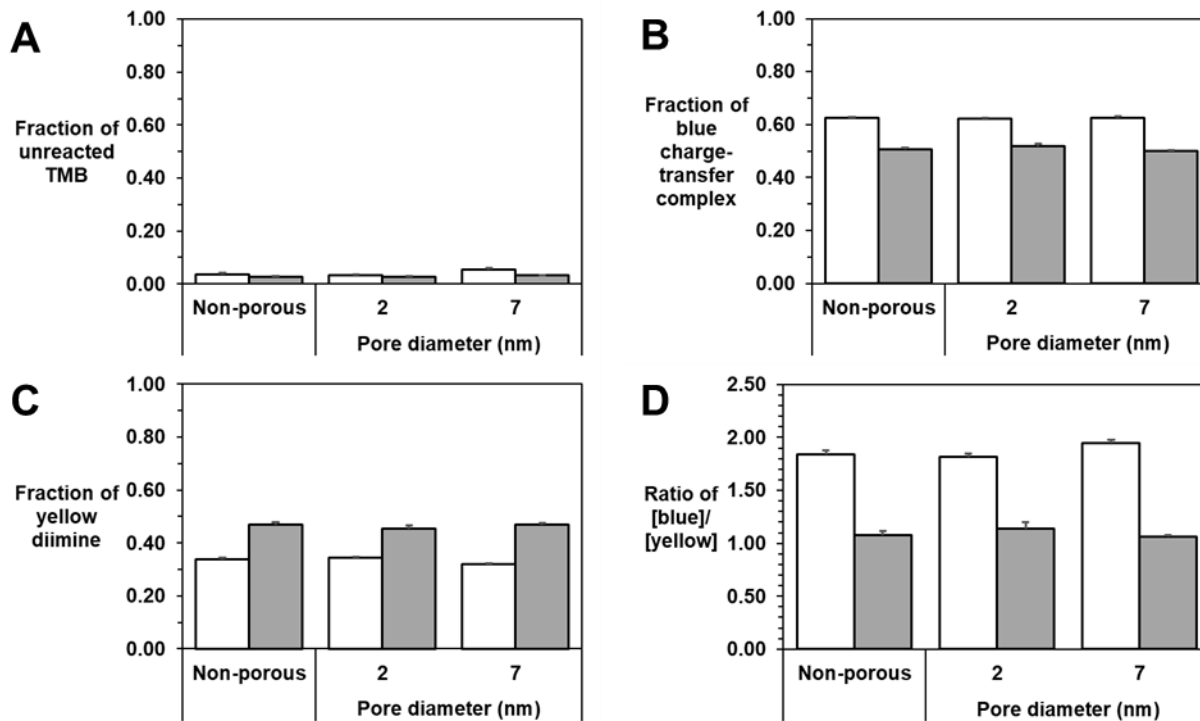 A
Fraction of
unreacted
TMB
1.00
0.80
0.60
0.40
0.20
0.00
Non-porous
2
7
Pore diameter (nm)
B
Fraction of
blue
charge-
transfer
complex
1.00
0.80
0.60
0.40
0.20
0.00
Non-porous
2
7
Pore diameter (nm)
C
Fraction of
yellow
diimine
1.00
0.80
0.60
0.40
0.20
0.00
Non-porous
2
7
Pore diameter (nm)
D
Ratio of
[blue]/
[yellow]
2.50
2.00
1.50
1.00
0.50
0.00
Non-porous
2
7
Pore diameter (nm)